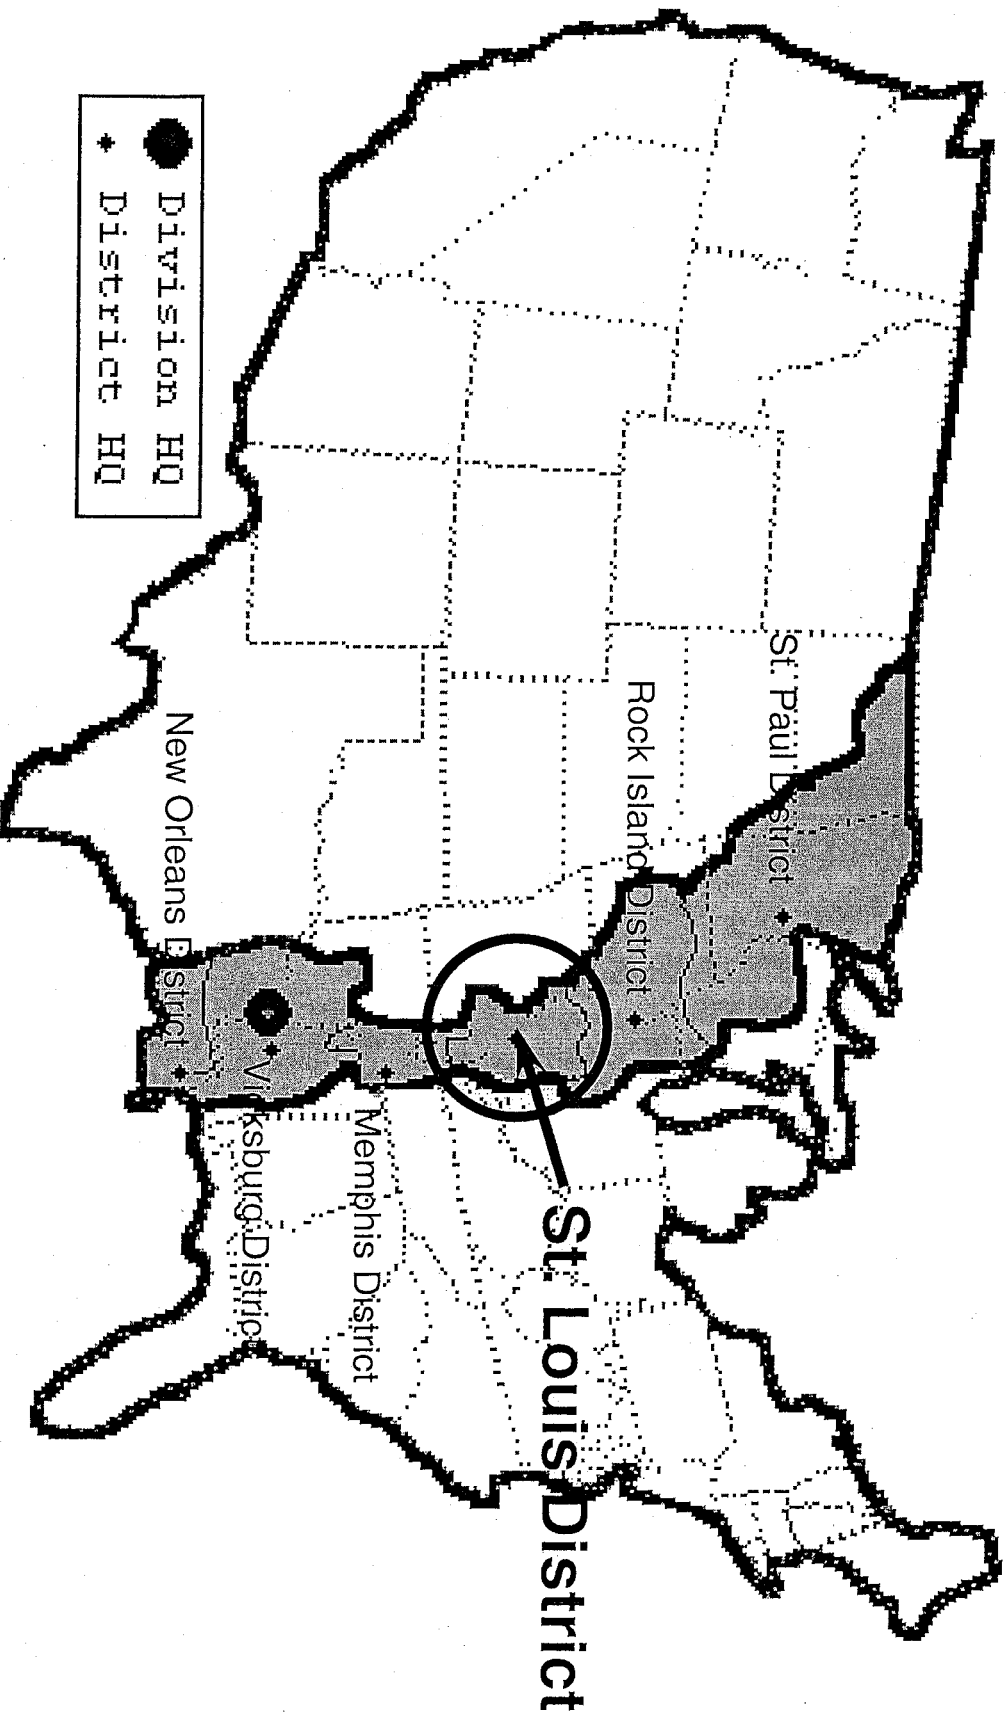 St. Paul District
Rock Island District
St. Louis District
Memphis District
Vicksburg District
New Orleans District
Division HQ
District HQ